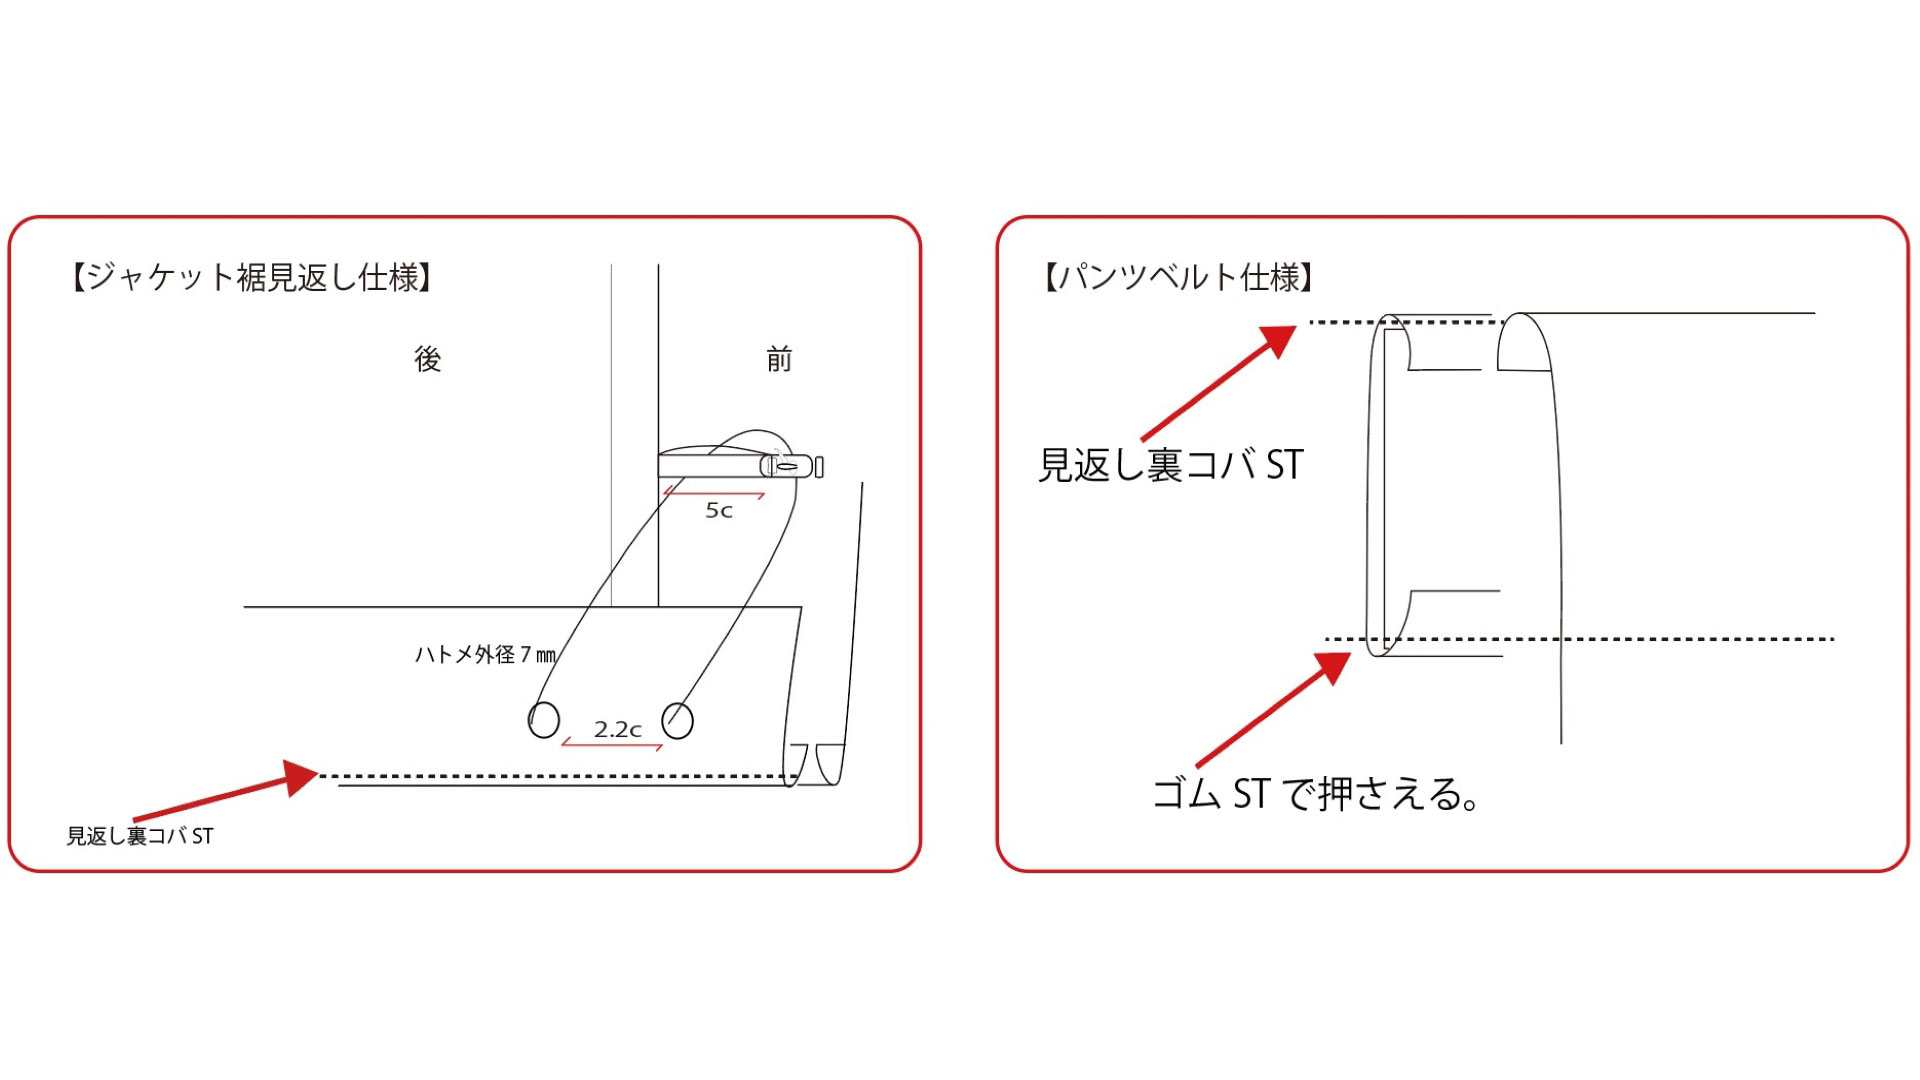 【ジャケット裾見返し仕様】
後
前
5c
ハトメ外径 7 ㎜
2.2c
見返し裏コバ ST
【パンツベルト仕様】
見返し裏コバ ST
ゴム ST で押さえる。